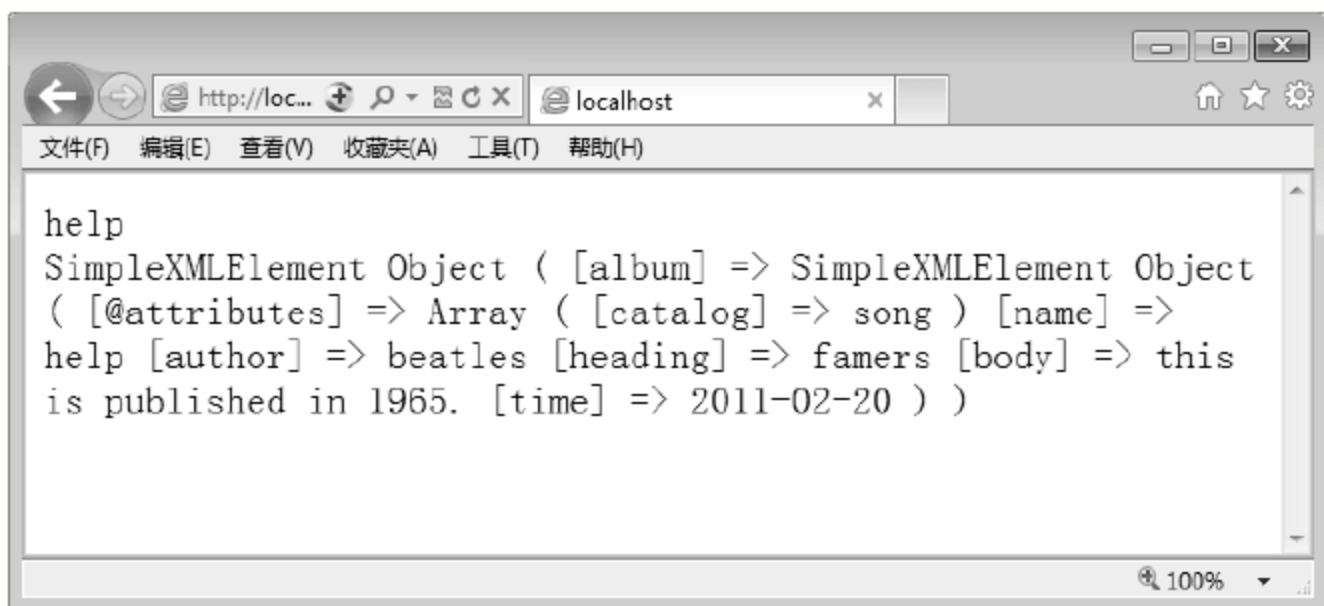 http://loc...
localhost
文件(F) 编辑(E) 查看(V) 收藏夹(A) 工具(T) 帮助(H)
help
SimpleXMLElement Object ( [album] => SimpleXMLElement Object
( [@attributes] => Array ( [catalog] => song ) [name] =>
help [author] => beatles [heading] => famers [body] => this
is published in 1965. [time] => 2011-02-20 ) )
100%